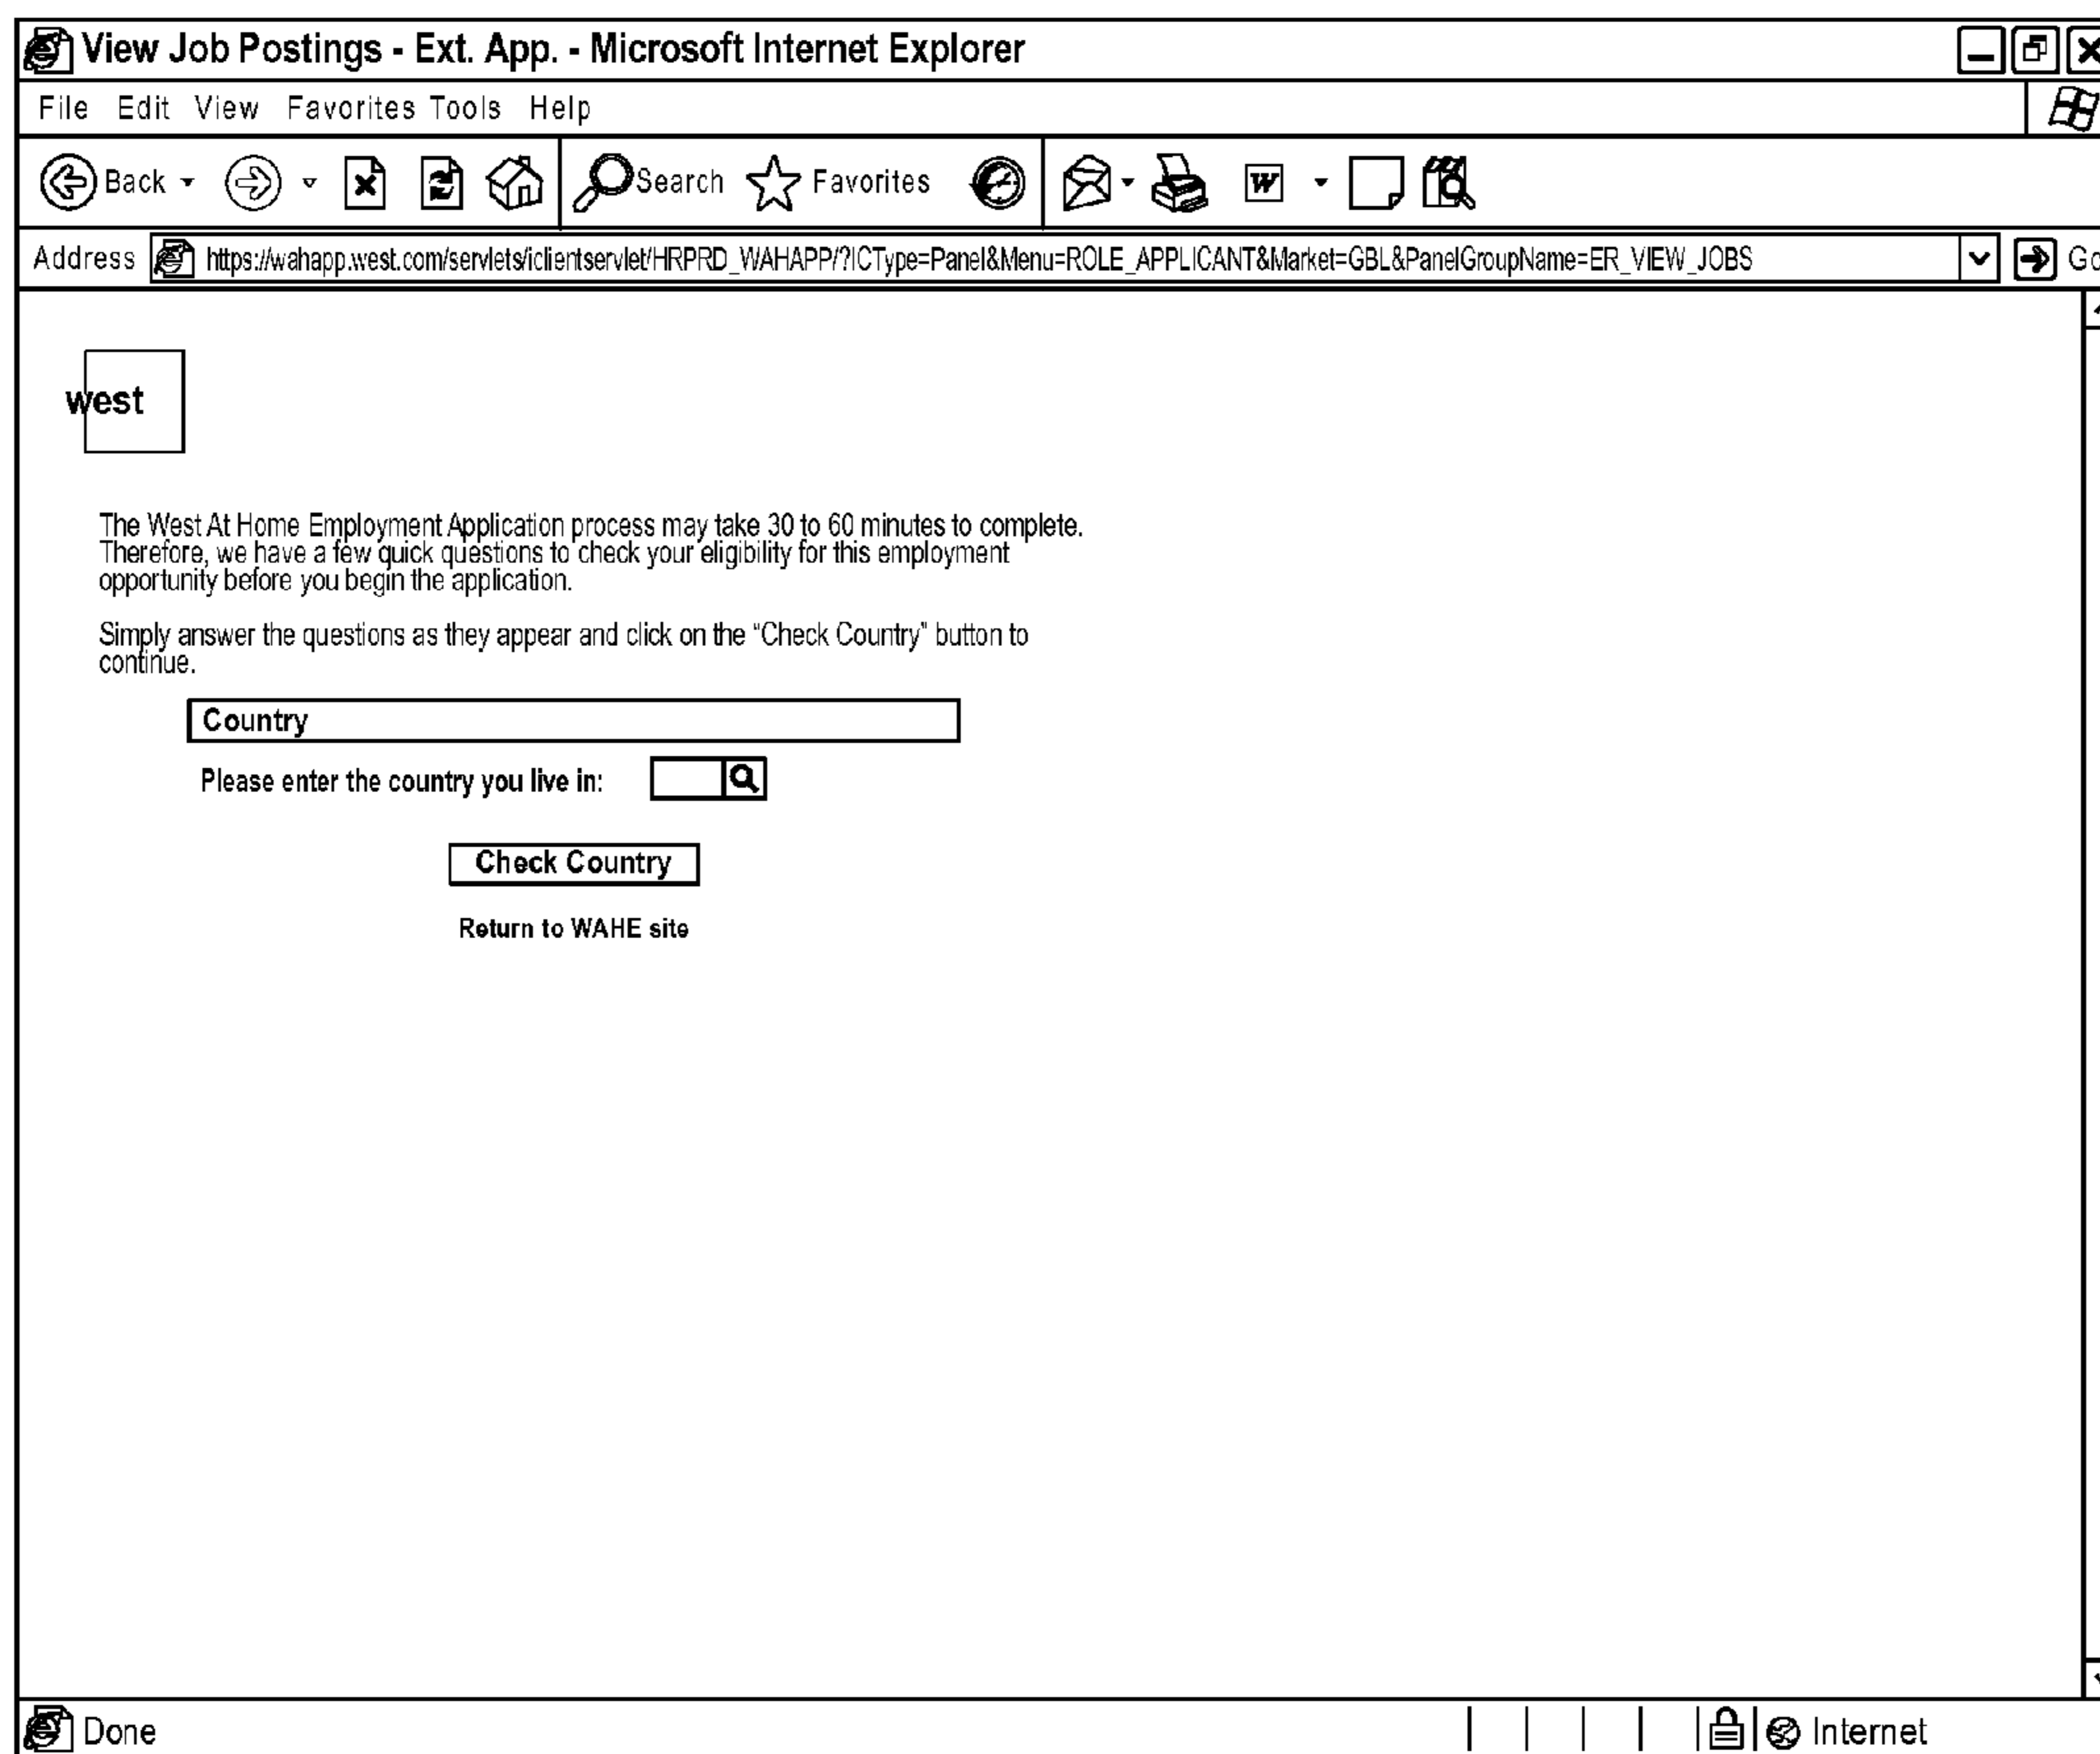 View Job Postings - Ext. App. - Microsoft Internet Explorer
File Edit View Favorites Tools Help
Back Search Favorites W
Address https://wahapp.west.com/servlets/iclientservlet/HRPRD_WAHAPP/?ICType=Panel&Menu=ROLE_APPLICANT&Market=GBL&PanelGroupName=ER_VIEW_JOBS Go
west
The West At Home Employment Application process may take 30 to 60 minutes to complete.
Therefore, we have a few quick questions to check your eligibility for this employment
opportunity before you begin the application.
Simply answer the questions as they appear and click on the “Check Country” button to
continue.
Country
Please enter the country you live in:
Check Country
Return to WAHE site
Done Internet